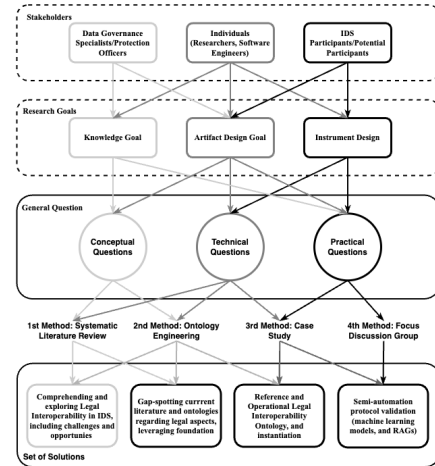 Stakeholders
Data Governance
Specialists/Protection
Officers
Individuals
(Researchers, Software
Engineers)
IDS
Participants/Potential
Participants
Research Goals
Knowledge Goal
Artifact Design Goal
Instrument Design
General Question
Conceptual
Questions
Technical
Questions
Practical
Questions
1st Method: Systematic
Literature Review
2nd Method: Ontology
Engineering
3rd Method: Case
Study
4th Method: Focus
Discussion Group
Comprehending and
exploring Legal
Interoperability in IDS,
including challenges and
opportunies
Gap-spotting currrent
literature and ontologies
regarding legal aspects,
leveraging foundation
Reference and
Operational Legal
Interoperability
Ontology, and
instantiation
Semi-automation
protocol validation
(machine learning
models, and RAGs)
Set of Solutions